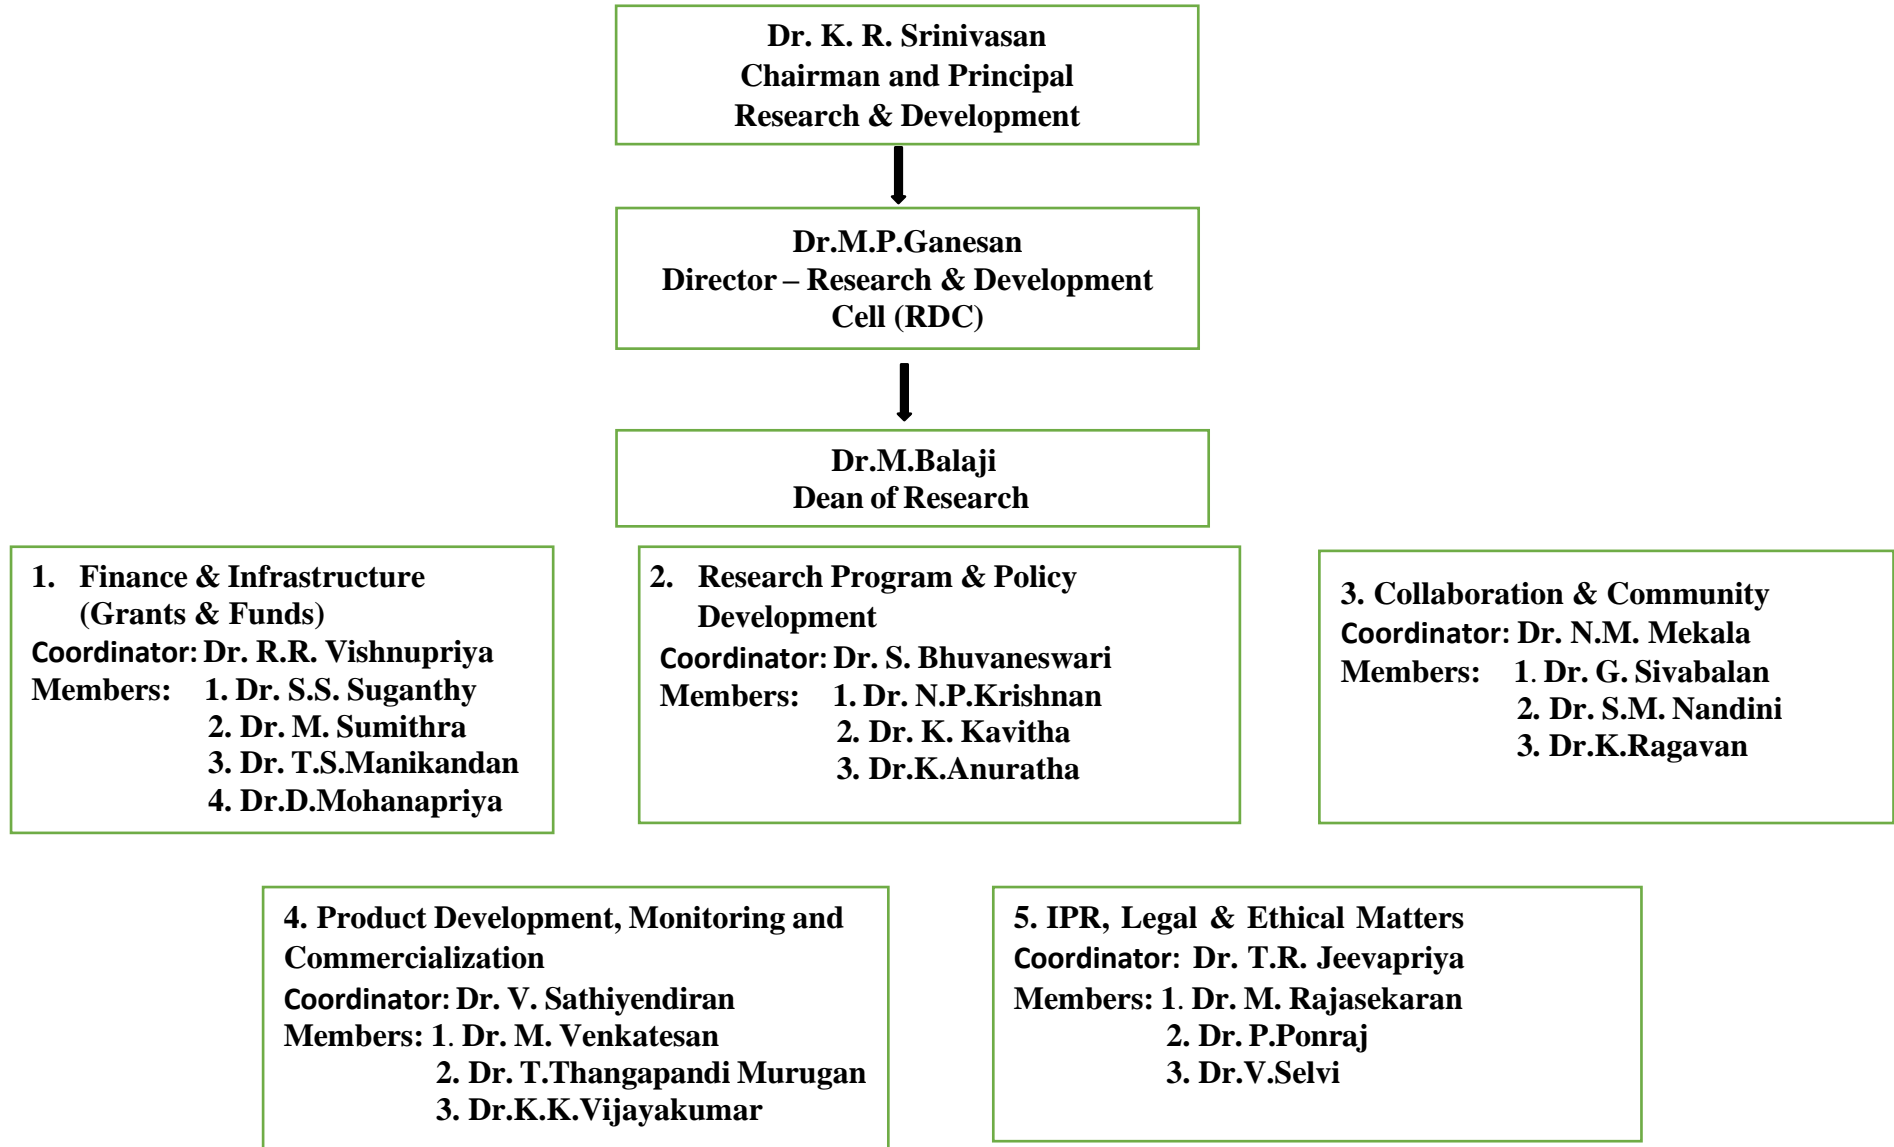 Dr. K. R. Srinivasan
Chairman and Principal
Research & Development
Dr.M.P.Ganesan
Director – Research & Development
Cell (RDC)
Dr.M.Balaji
Dean of Research
1. Finance & Infrastructure
(Grants & Funds)
Coordinator: Dr. R.R. Vishnupriya
Members: 1. Dr. S.S. Suganthy
2. Dr. M. Sumithra
3. Dr. T.S.Manikandan
4. Dr.D.Mohanapriya
2. Research Program & Policy
Development
Coordinator: Dr. S. Bhuvaneswari
Members: 1. Dr. N.P.Krishnan
2. Dr. K. Kavitha
3. Dr.K.Anuratha
3. Collaboration & Community
Coordinator: Dr. N.M. Mekala
Members: 1. Dr. G. Sivabalan
2. Dr. S.M. Nandini
3. Dr.K.Ragavan
4. Product Development, Monitoring and
Commercialization
Coordinator: Dr. V. Sathiyendiran
Members: 1. Dr. M. Venkatesan
2. Dr. T.Thangapandi Murugan
3. Dr.K.K.Vijayakumar
5. IPR, Legal & Ethical Matters
Coordinator: Dr. T.R. Jeevapriya
Members: 1. Dr. M. Rajasekaran
2. Dr. P.Ponraj
3. Dr.V.Selvi